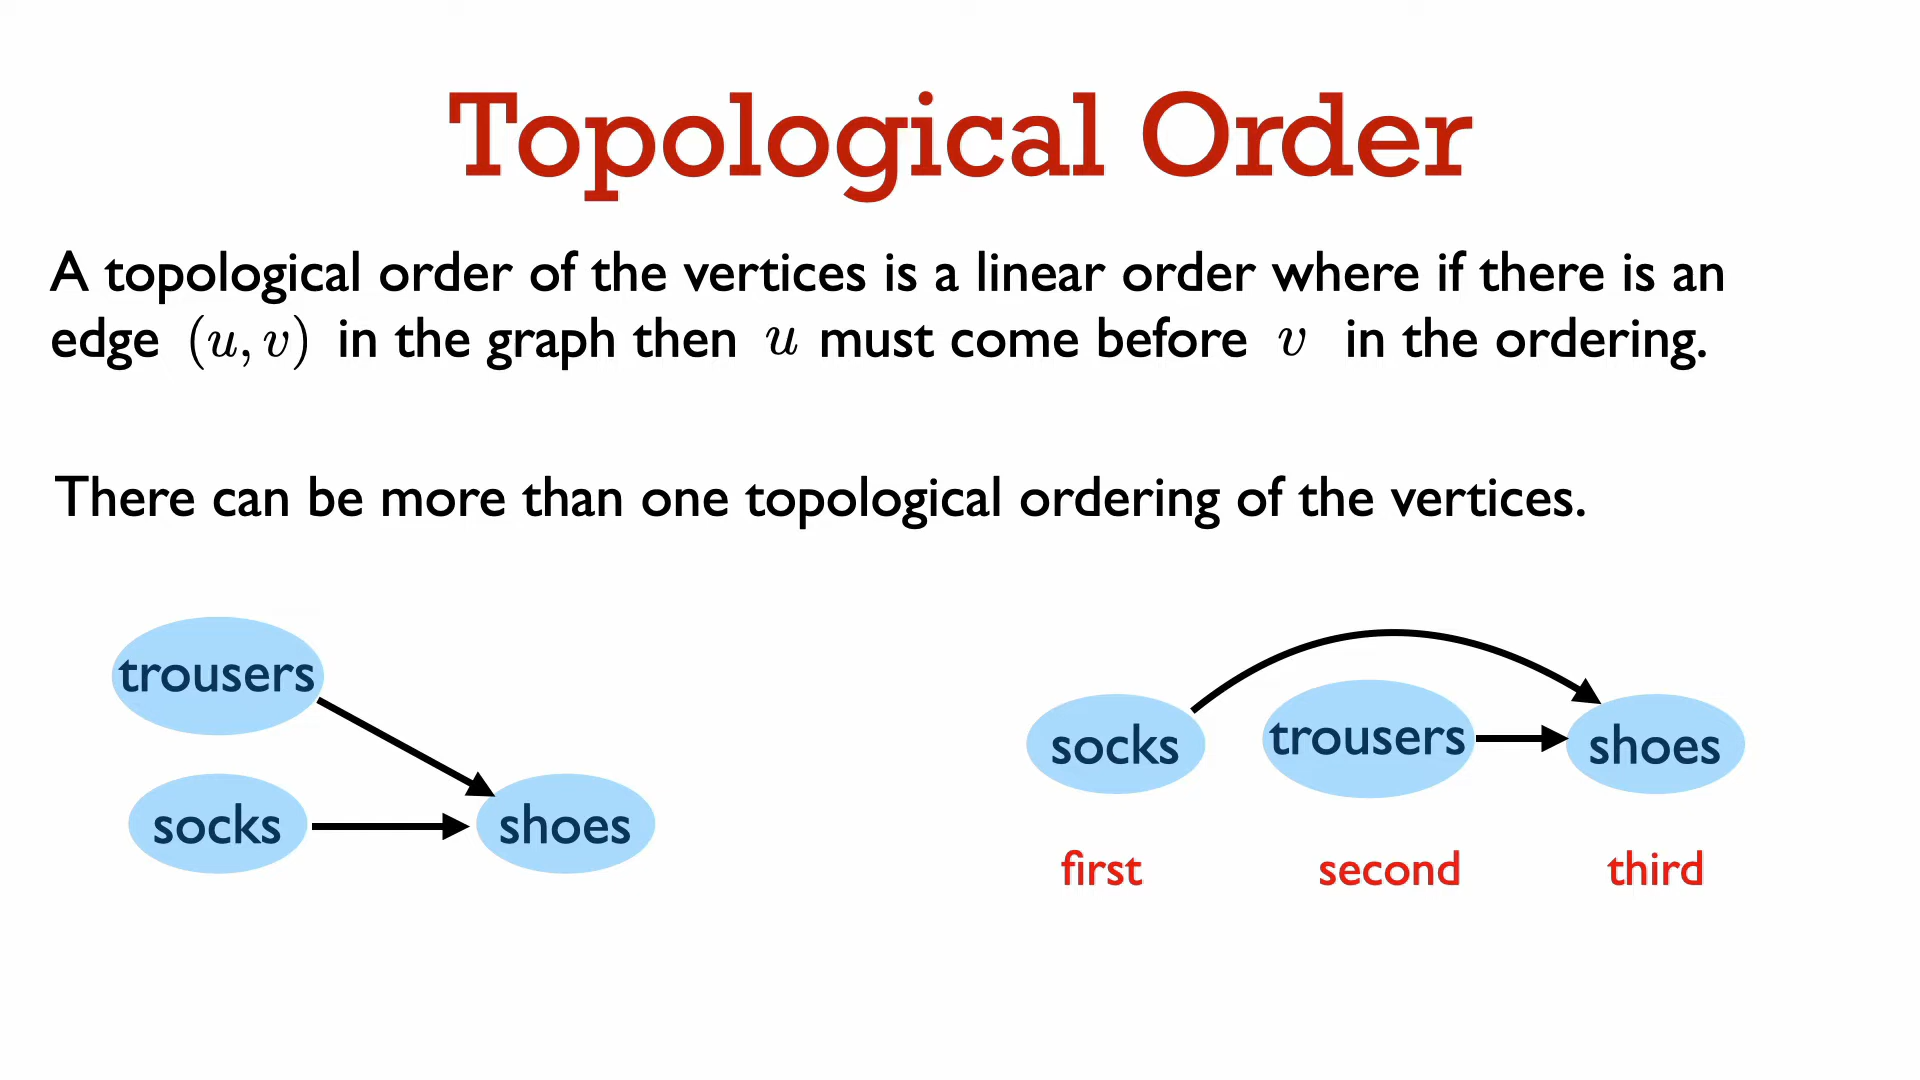 Topological Order
A topological order of the vertices is a linear order where if there is an
edge (u, v) in the graph then u must come before v in the ordering.
There can be more than one topological ordering of the vertices.
trousers
socks
shoes
socks
trousers
shoes
first
second
third